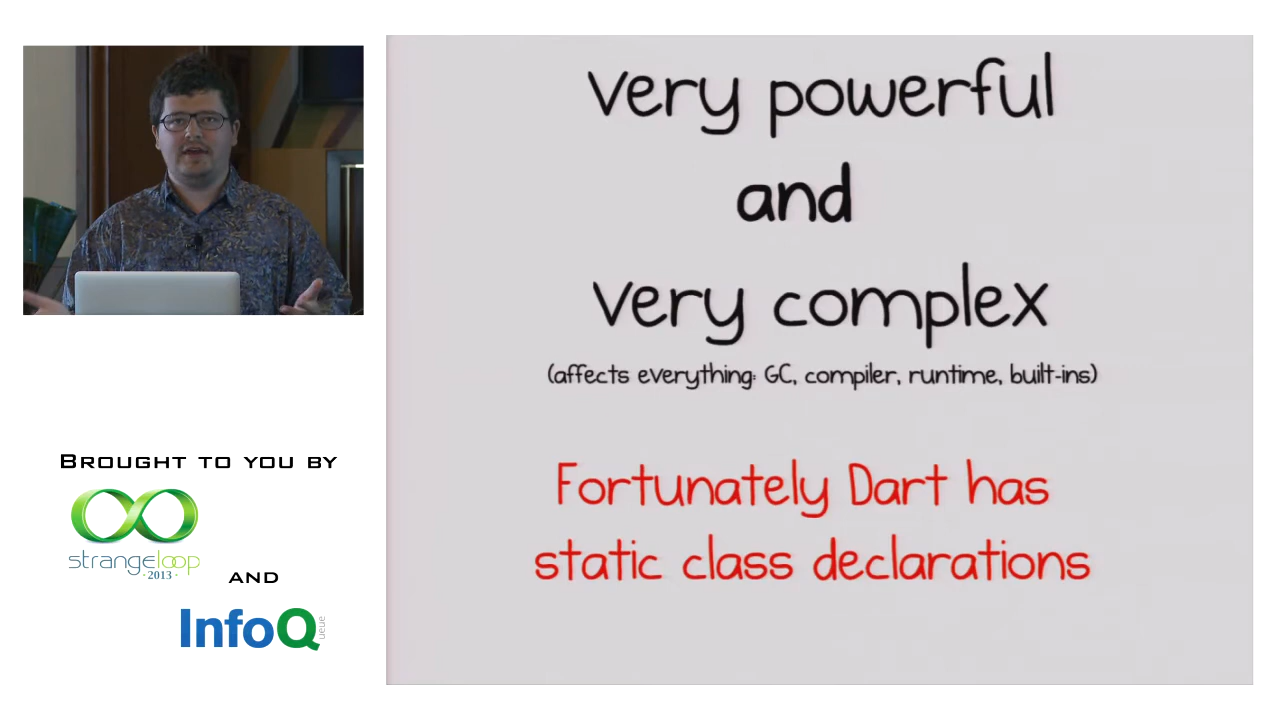 very powerful
and
very complex
(affects everything: GC, compiler, runtime, built-ins)
Fortunately Dart has
static class declarations
BROUGHT TO YOU BY
strangeloop
· 2013 ·
AND
InfoQ
ueue